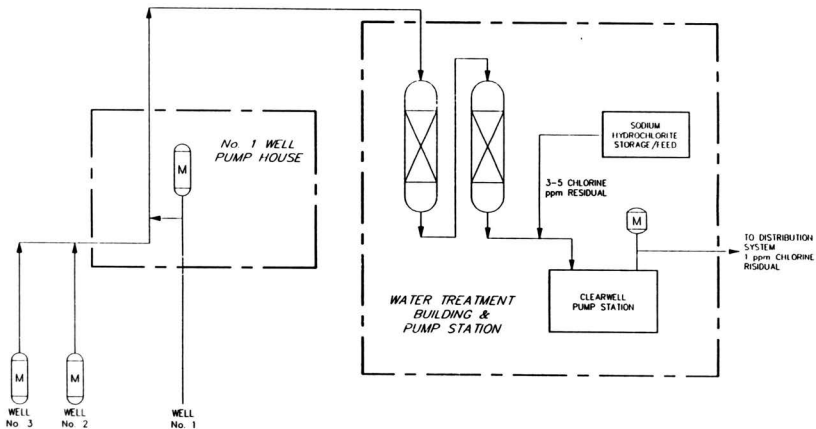 No. 1 WELL
PUMP HOUSE
M
SODIUM
HYDROCHLORITE
STORAGE/FEED
3-5 CHLORINE
ppm RESIDUAL
M
TO DISTRIBUTION
SYSTEM
1 ppm CHLORINE
RISIDUAL
CLEARWELL
PUMP STATION
WATER TREATMENT
BUILDING &
PUMP STATION
M
M
WELL
No. 3
WELL
No. 2
WELL
No. 1